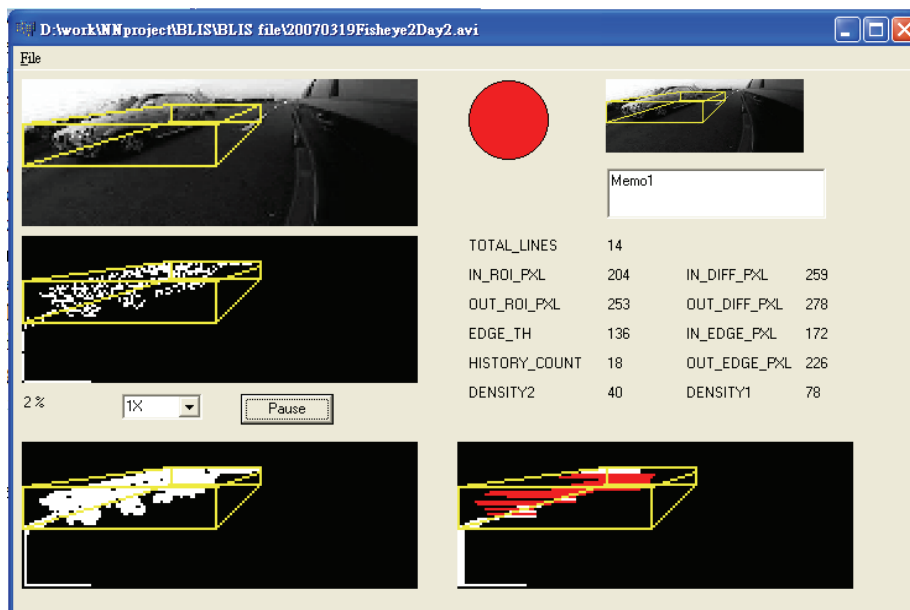 D:\work\NNproject\BLIS\BLIS file\20070319Fisheye2Day2.avi
File
Memo1
TOTAL_LINES 14
IN_ROI_PXL 204 IN_DIFF_PXL 259
OUT_ROI_PXL 253 OUT_DIFF_PXL 278
EDGE_TH 136 IN_EDGE_PXL 172
HISTORY_COUNT 18 OUT_EDGE_PXL 226
DENSITY2 40 DENSITY1 78
2 % 1X Pause